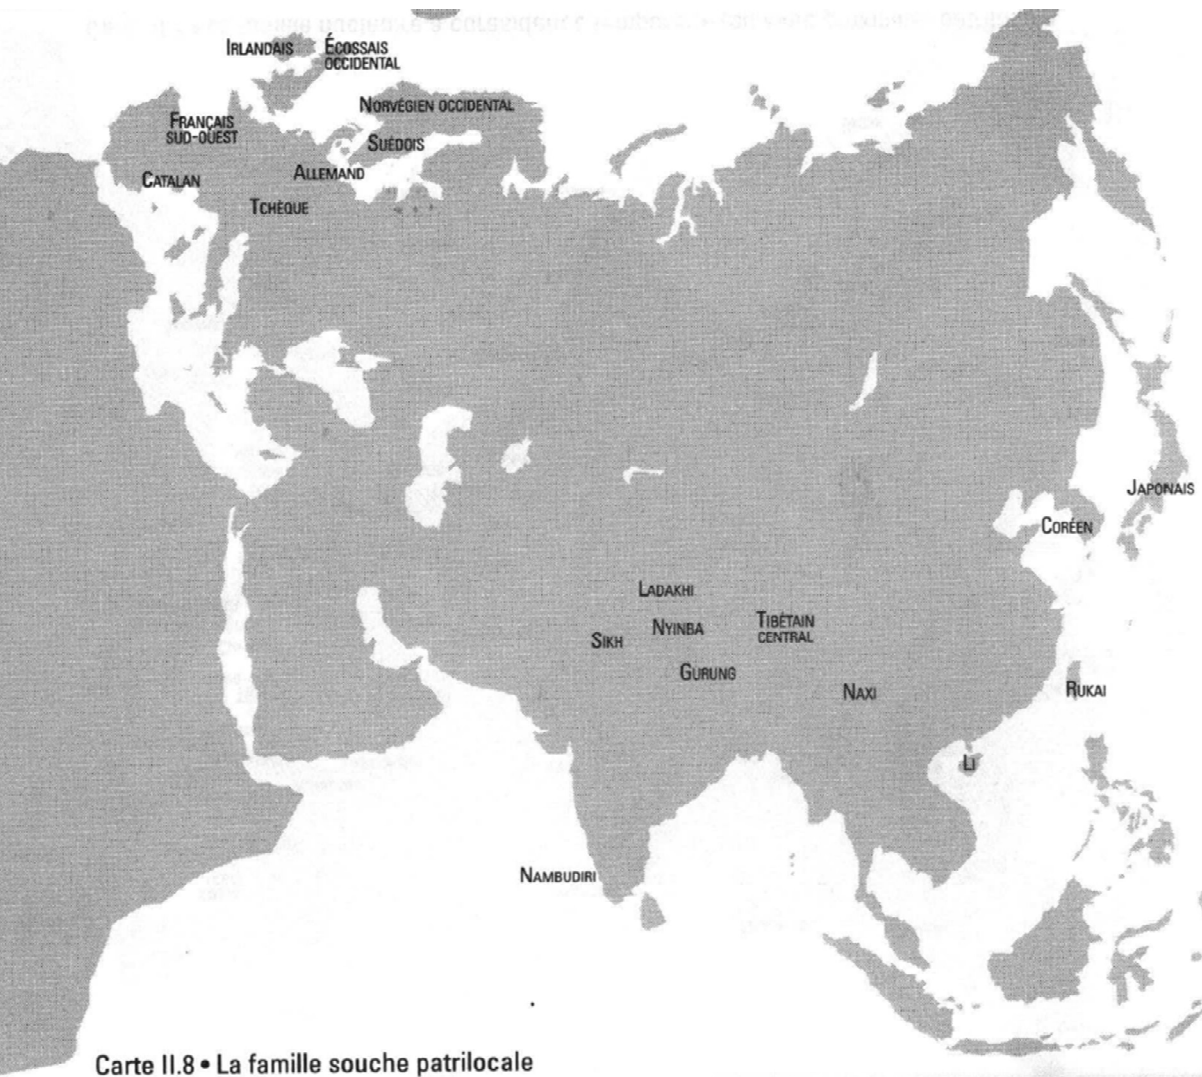 IRLANDAIS
ÉCOSSAIS
OCCIDENTAL
NORVÉGIEN OCCIDENTAL
FRANÇAIS
SUD-OUEST
SUÉDOIS
CATALAN
ALLEMAND
TCHÈQUE
JAPONAIS
CORÉEN
LADAKHI
NYINBA
TIBÉTAIN
CENTRAL
SIKH
GURUNG
NAXI
RUKAI
LI
NAMBUDIRI
Carte II.8 • La famille souche patrilocale